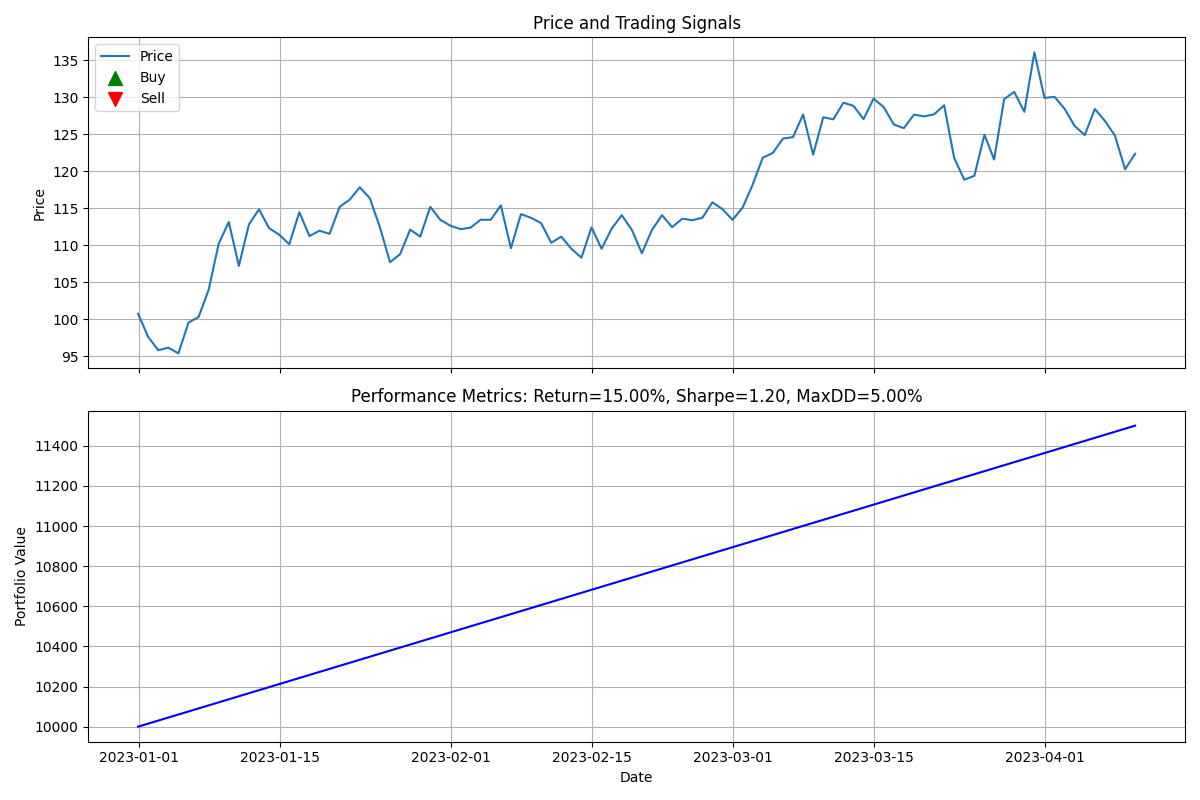 Price and Trading Signals
Price
Buy
Sell
135
130
125
120
115
110
105
100
95
Price
Performance Metrics: Return=15.00%, Sharpe=1.20, MaxDD=5.00%
11400
11200
11000
10800
10600
10400
10200
10000
Portfolio Value
2023-01-01 2023-01-15 2023-02-01 2023-02-15 2023-03-01 2023-03-15 2023-04-01
Date